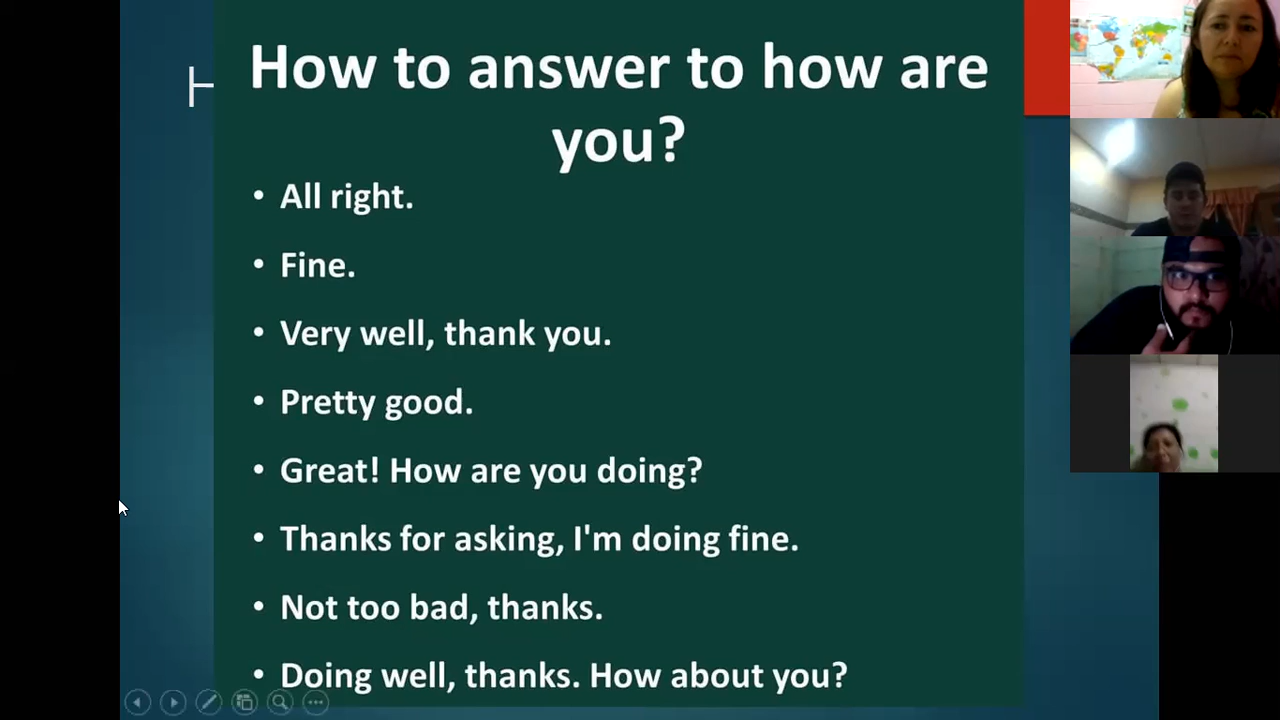 How to answer to how are
you?
• All right.
• Fine.
• Very well, thank you.
• Pretty good.
• Great! How are you doing?
• Thanks for asking, I'm doing fine.
• Not too bad, thanks.
• Doing well, thanks. How about you?